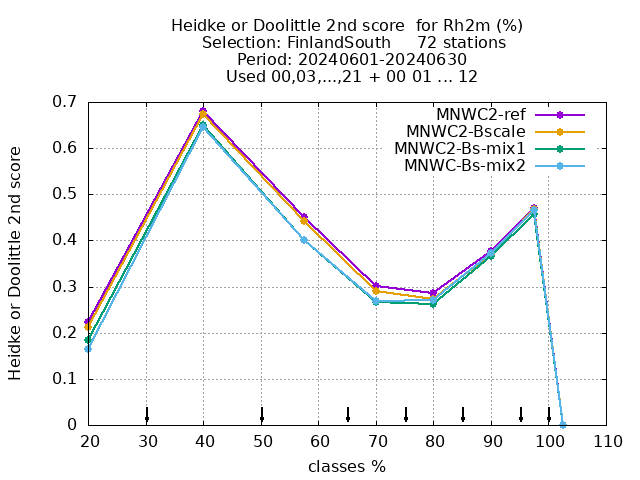 Heidke or Doolittle 2nd score  for Rh2m (%)
Selection: FinlandSouth     72 stations
Period: 20240601-20240630
Used 00,03,...,21 + 00 01 ... 12
MNWC2-ref
MNWC2-Bscale
MNWC2-Bs-mix1
MNWC-Bs-mix2
Heidke or Doolittle 2nd score
0.7
0.6
0.5
0.4
0.3
0.2
0.1
0
20 30 40 50 60 70 80 90 100 110
classes %